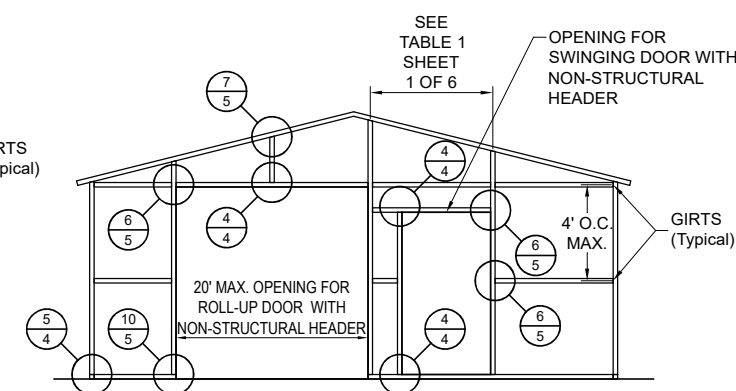 SEE
TABLE 1
SHEET
1 OF 6
OPENING FOR
SWINGING DOOR WITH
NON-STRUCTURAL
HEADER
7
5
RTS
pical)
4
4
6
5
4
4
4' O.C.
MAX.
GIRTS
(Typical)
6
5
20' MAX. OPENING FOR
ROLL-UP DOOR WITH
NON-STRUCTURAL HEADER
5
4
10
5
4
4
6
5